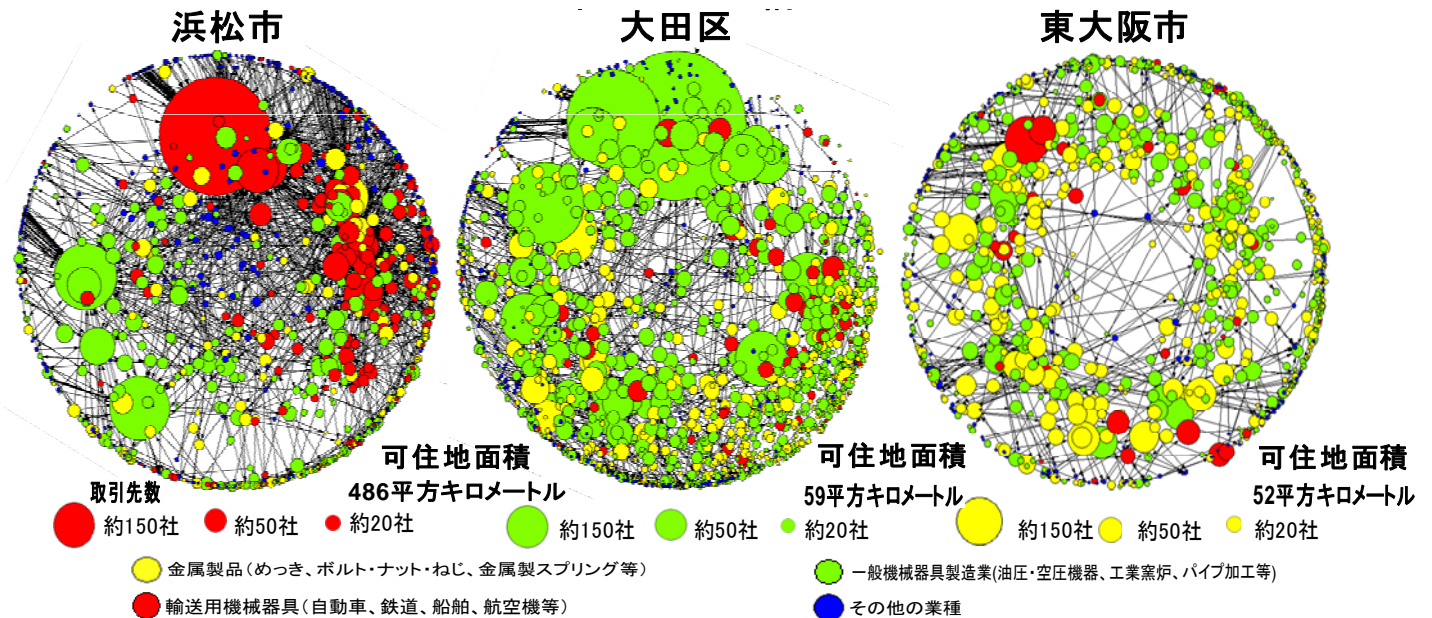 浜松市
大田区
東大阪市
可住地面積
486平方キロメートル
可住地面積
59平方キロメートル
可住地面積
52平方キロメートル
取引先数
約150社
約50社
約20社
約150社
約50社
約20社
約150社
約50社
約20社
金属製品(めっき、ボルト・ナット・ねじ、金属製スプリング等)
一般機械器具製造業(油圧・空圧機器、工業窯炉、パイプ加工等)
輸送用機械器具(自動車、鉄道、船舶、航空機等)
その他の業種